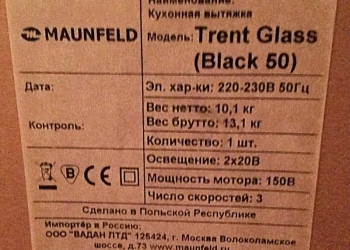 Наименование:
Кухонная вытяжка
MAUNFELD
Модель: Trent Glass
(Black 50)
Дата:
Эл. хар-ки: 220-230В 50Гц
Вес нетто: 10,1 кг
Вес брутто: 13,1 кг
Контроль:
Количество: 1 шт.
Освещение: 2х20В
Мощность мотора: 150В
Число скоростей: 3
Сделано в Польской Республике
Импортёр в Россию:
ООО "ВАДАН ЛТД" 125424, г. Москва Волоколамское
шоссе, д.73 www.maunfeld.ru